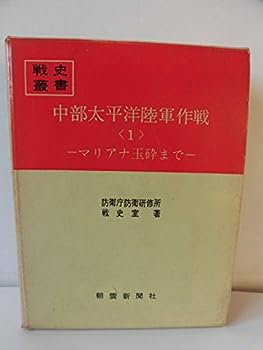 戦史
叢書
中部太平洋陸軍作戦
〈1〉
―マリアナ玉砕まで―
防衛庁防衛研修所
戦史室 著
朝雲新聞社